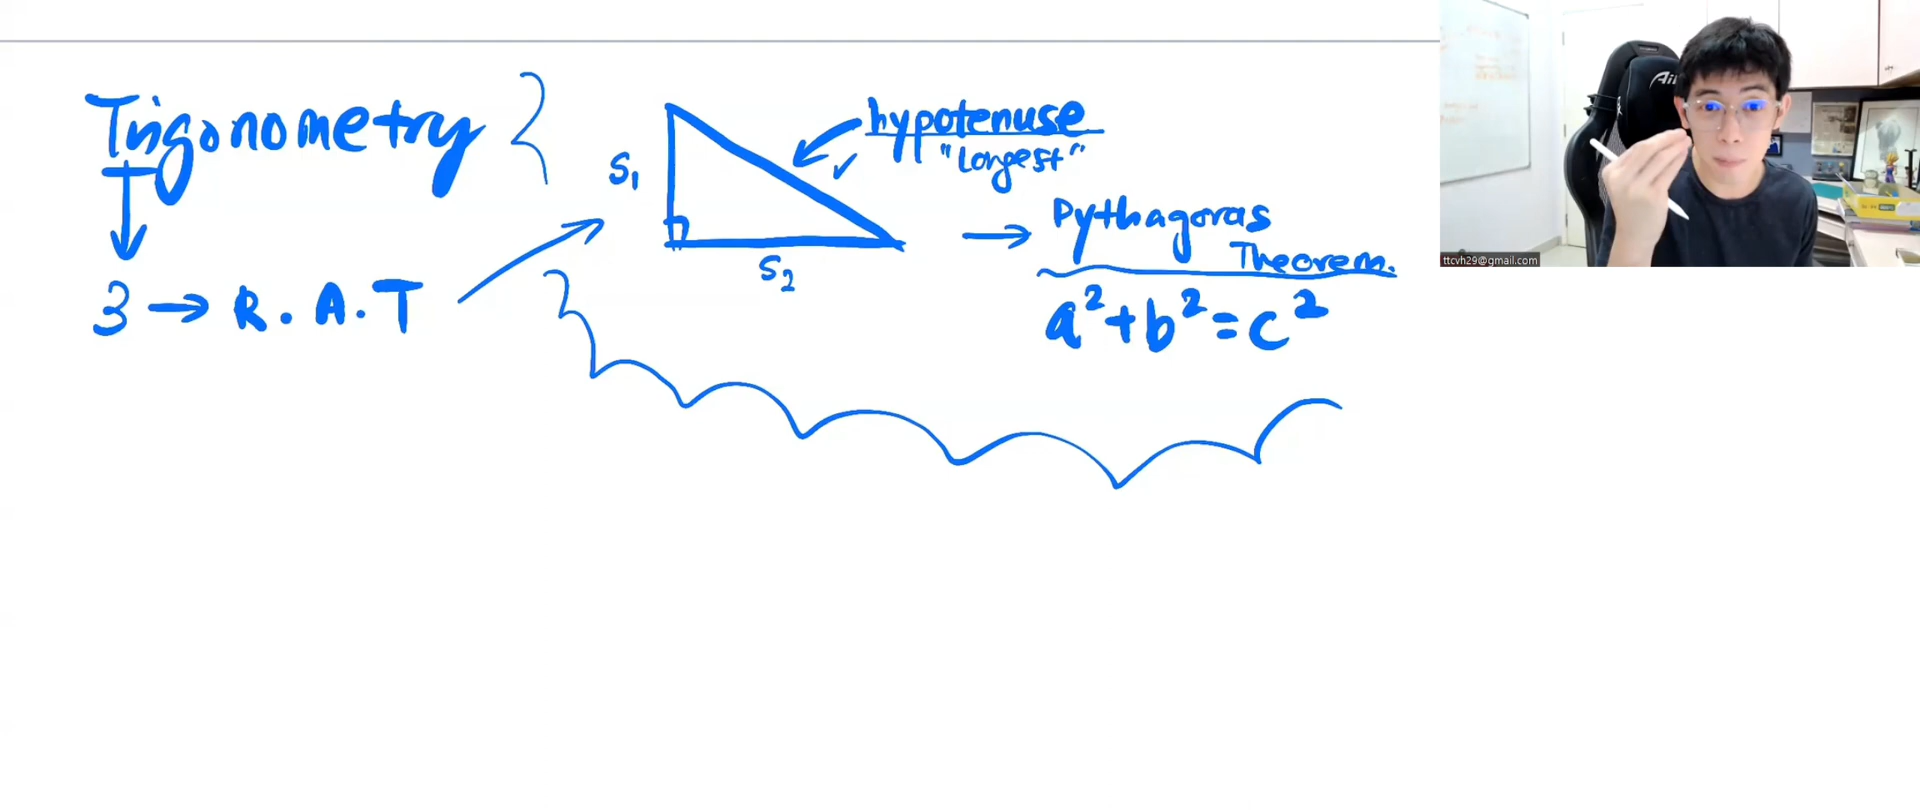 Trigonometry
3 → R.A.T
S₁
S₂
hypotenuse
"Longest"
→ Pythagoras
Theorem.
a² + b² = c²
ttcvh29@gmail.com